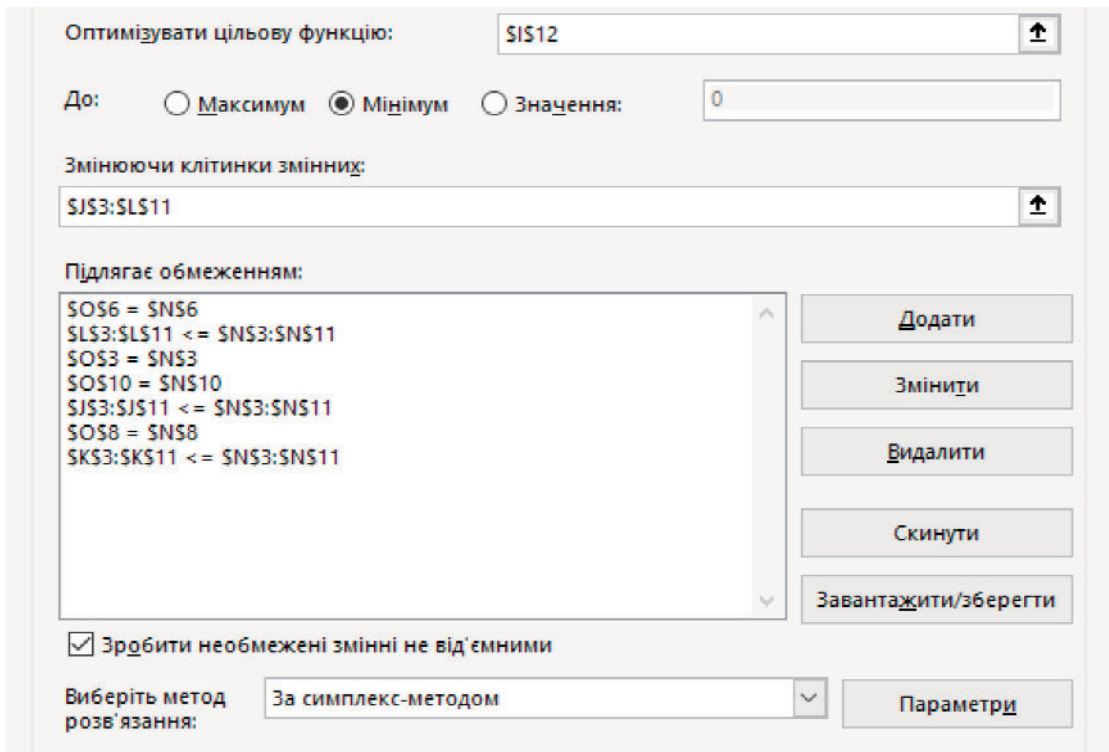 Оптимізувати цільову функцію: $I$12
До: Максимум Мінімум Значення: 0
Змінюючи клітинки змінних:
$J$3:$L$11
Підлягає обмеженням:
$O$6 = $N$6
$L$3:$L$11 <= $N$3:$N$11
$O$3 = $N$3
$O$10 = $N$10
$J$3:$J$11 <= $N$3:$N$11
$O$8 = $N$8
$K$3:$K$11 <= $N$3:$N$11
Додати
Змінити
Видалити
Скинути
Завантажити/зберегти
Зробити необмежені змінні не від'ємними
Виберіть метод
розв'язання:
За симплекс-методом
Параметри